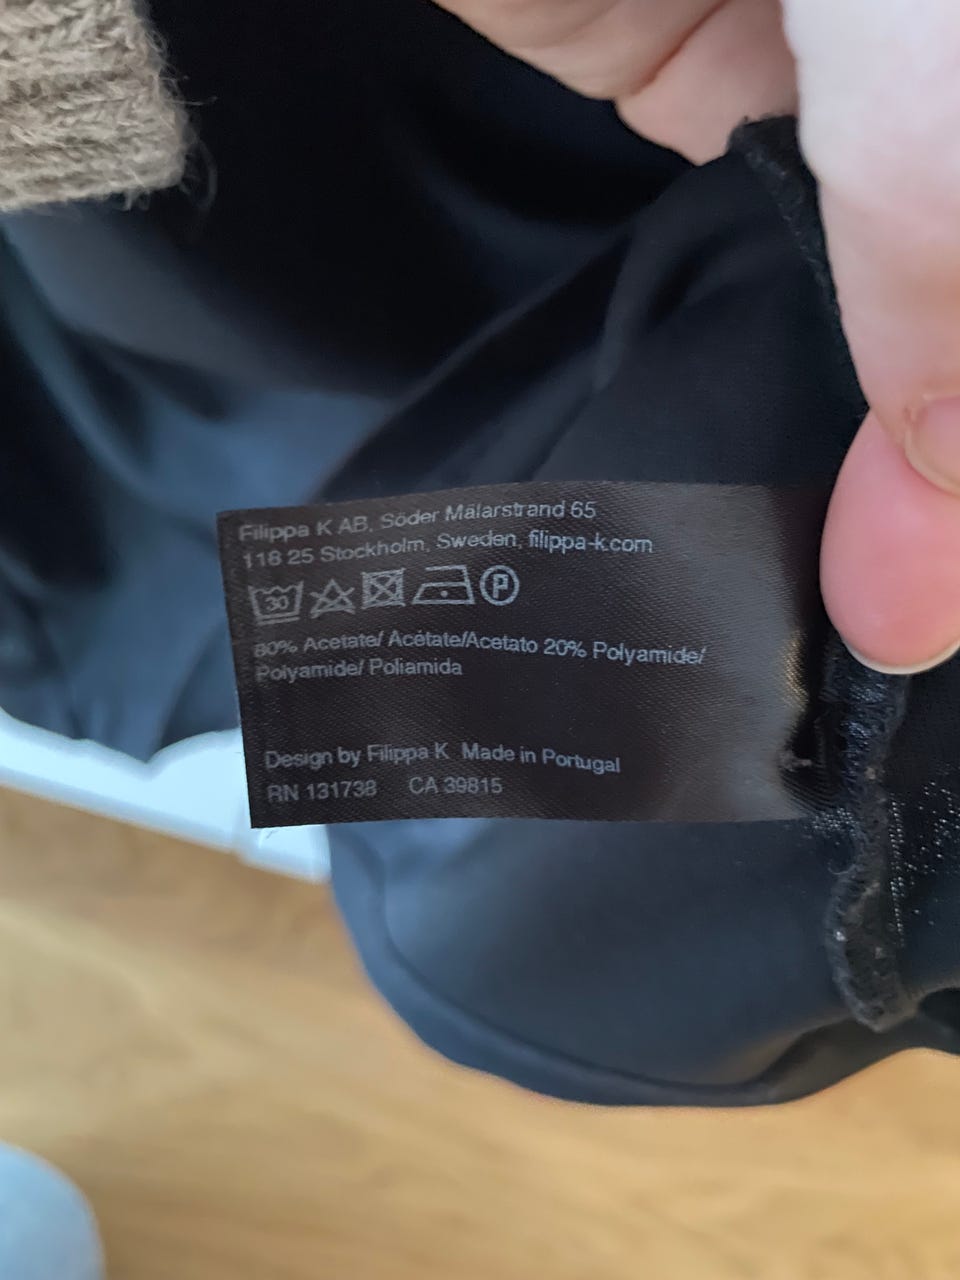 Filippa K AB, Söder Mälarstrand 65
118 25 Stockholm, Sweden, filippa-k.com
30 P
80% Acetate/ Acétate/Acetato 20% Polyamide/
Polyamide/ Poliamida
Design by Filippa K Made in Portugal
RN 131738 CA 39815